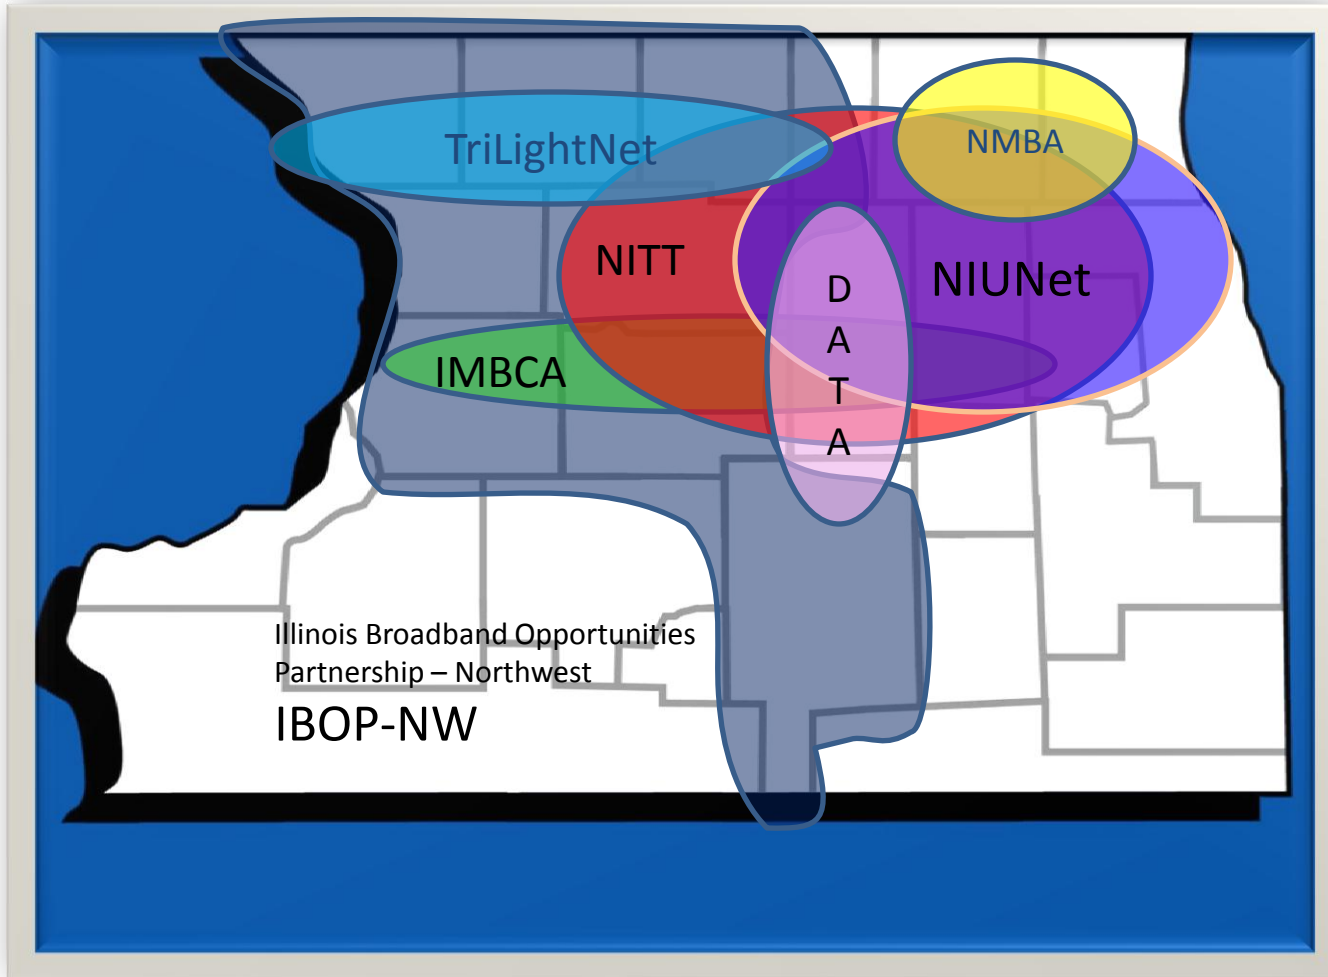 TriLightNet
NMBA
NITT
NIUNet
D
A
T
A
IMBCA
Illinois Broadband Opportunities
Partnership – Northwest
IBOP-NW